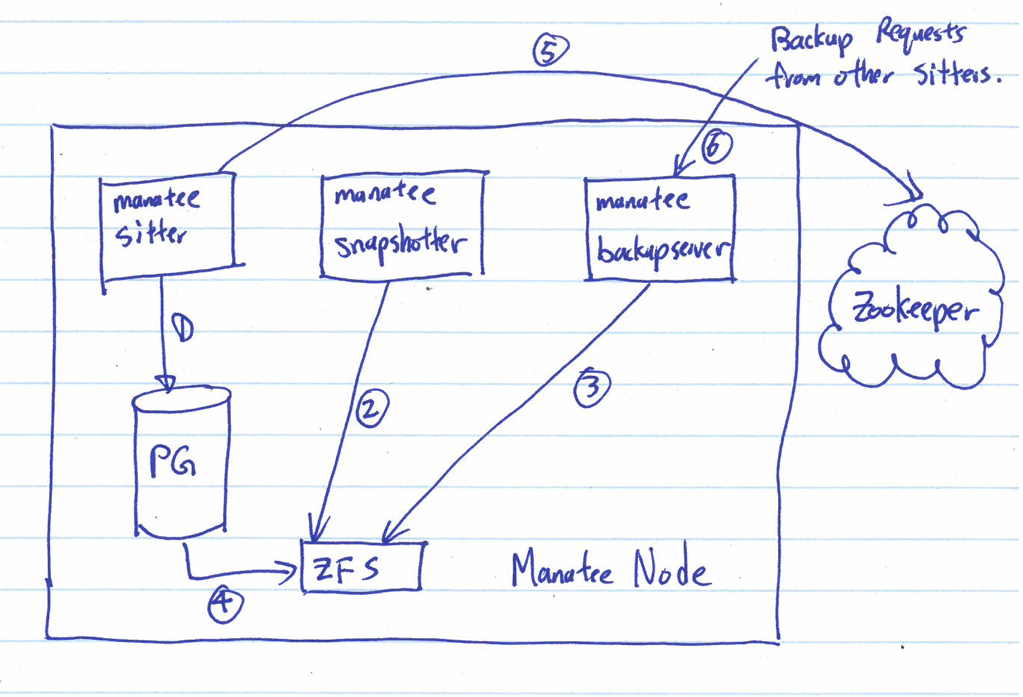 ⑤
Backup Requests
from other Sitters.
⑥
manatee
sitter
manatee
snapshotter
manatee
backupserver
Zookeeper
①
②
③
PG
ZFS
Manatee Node
④